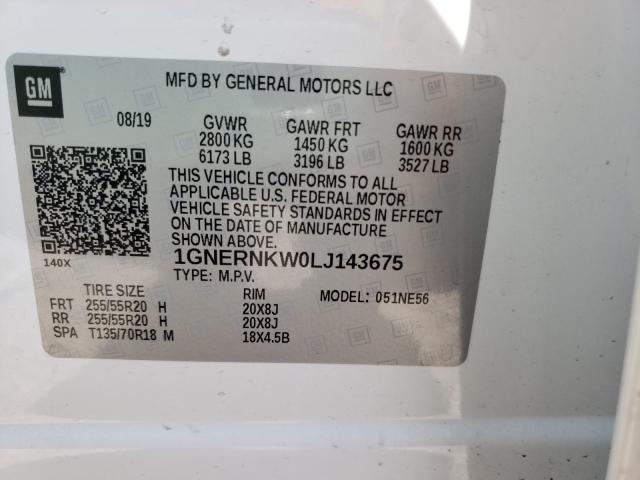 GM
MFD BY GENERAL MOTORS LLC
08/19 GVWR GAWR FRT GAWR RR
2800 KG 1450 KG 1600 KG
6173 LB 3196 LB 3527 LB
THIS VEHICLE CONFORMS TO ALL
APPLICABLE U.S. FEDERAL MOTOR
VEHICLE SAFETY STANDARDS IN EFFECT
ON THE DATE OF MANUFACTURE
SHOWN ABOVE.
140X 1GNERNKW0LJ143675
TYPE: M.P.V.
TIRE SIZE RIM MODEL: 051NE56
FRT 255/55R20 H 20X8J
RR 255/55R20 H 20X8J
SPA T135/70R18 M 18X4.5B